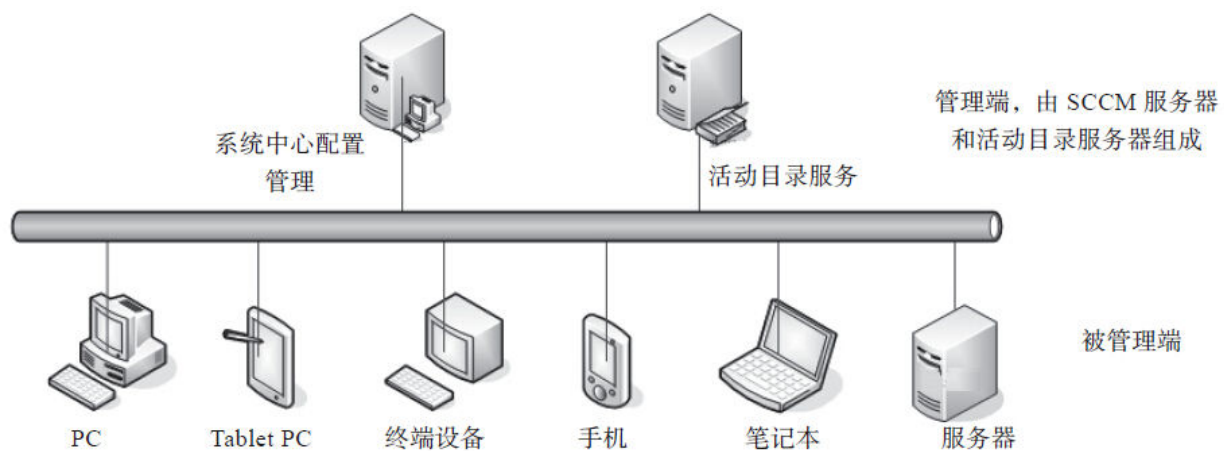 管理端，由 SCCM 服务器
和活动目录服务器组成
系统中心配置
管理
活动目录服务
被管理端
PC
Tablet PC
终端设备
手机
笔记本
服务器